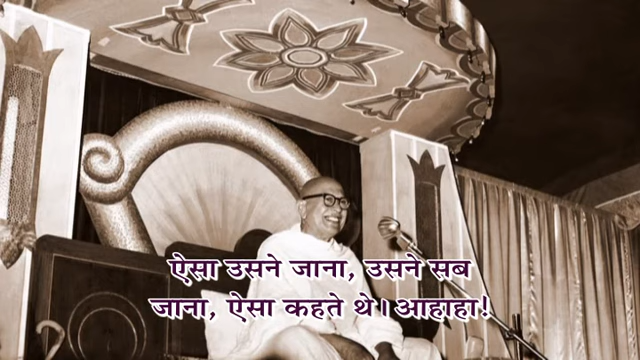 ऐसा उसने जाना, उसने सब
जाना, ऐसा कहते थे। आहाहा!